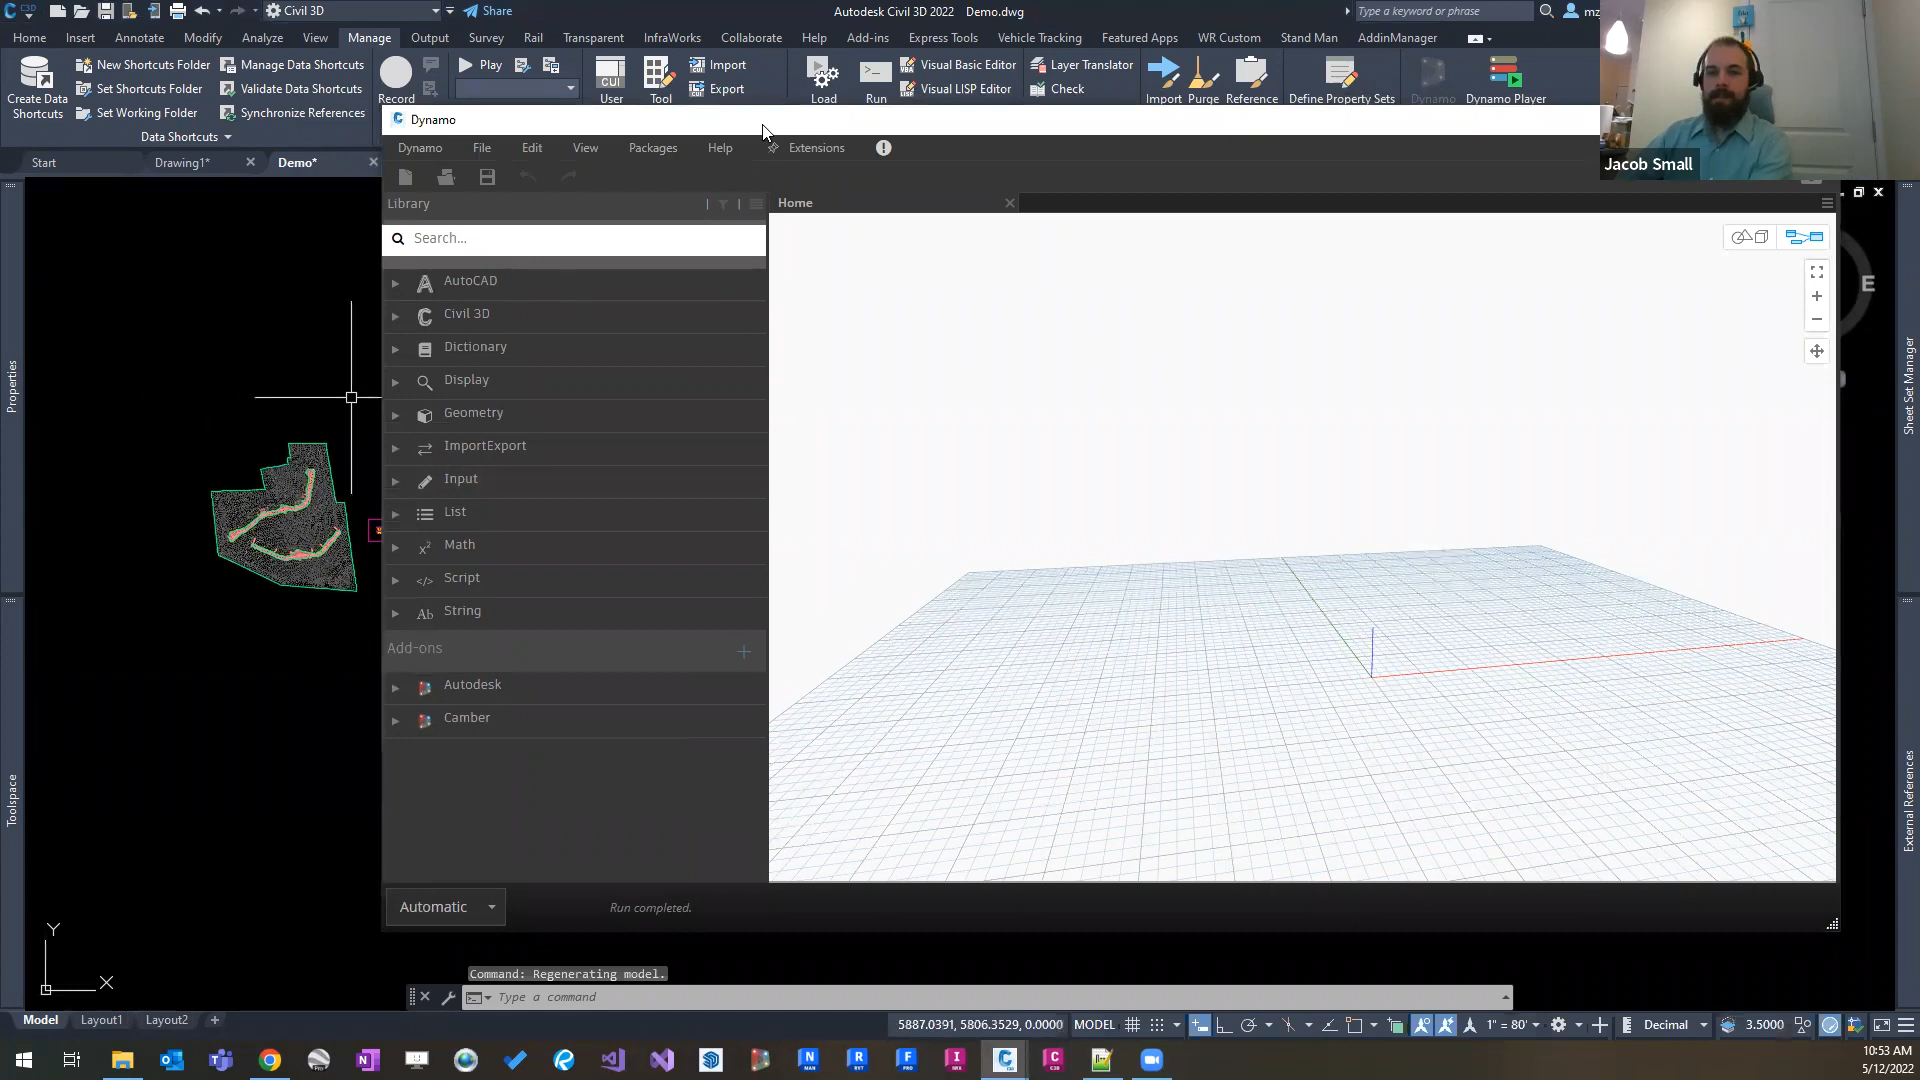 C3D Civil 3D Share Autodesk Civil 3D 2022 Demo.dwg Type a keyword or phrase mz
Home Insert Annotate Modify Analyze View Manage Output Survey Rail Transparent InfraWorks Collaborate Help Add-ins Express Tools Vehicle Tracking Featured Apps WR Custom Stand Man AddinManager
New Shortcuts Folder Manage Data Shortcuts Play Import Visual Basic Editor Layer Translator
Create Data Shortcuts Set Shortcuts Folder Validate Data Shortcuts Record CUI User Tool Export Load Run Visual LISP Editor Check Import Purge Reference Define Property Sets Dynamo Dynamo Player
Set Working Folder Synchronize References
Data Shortcuts
Dynamo
Start Drawing1* Demo*
Dynamo File Edit View Packages Help Extensions
Jacob Small
Library
Home
Search...
AutoCAD
Civil 3D
Dictionary
Display
Geometry
ImportExport
Input
List
Math
Script
String
Add-ons
Autodesk
Camber
Automatic Run completed.
Properties
Toolspace
Sheet Set Manager
External References
E
Y
X
Command: Regenerating model.
Type a command
Model Layout1 Layout2 + 5887.0391, 5806.3529, 0.0000 MODEL 1" = 80' Decimal 3.5000
10:53 AM
5/12/2022